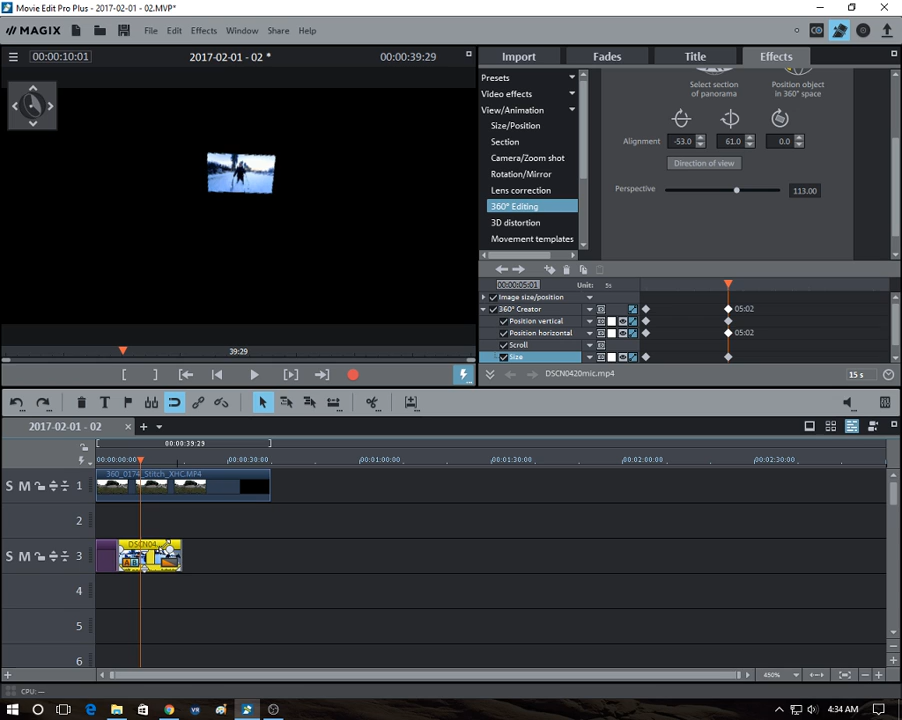 Movie Edit Pro Plus - 2017-02-01 - 02.MVP*
MAGIX
File Edit Effects Window Share Help
00:00:10:01 2017-02-01 - 02 * 00:00:39:29
Import Fades Title Effects
Presets
Video effects
View/Animation
Size/Position
Section
Camera/Zoom shot
Rotation/Mirror
Lens correction
360° Editing
3D distortion
Movement templates
Select section of panorama
Position object in 360° space
Alignment -53.0 61.0 0.0
Direction of view
Perspective 113.00
00:00:05:01 Unit: 5s
Image size/position
360° Creator 05:02
Position vertical
Position horizontal 05:02
Scroll
Size
39:29
DSCN0420mic.mp4 15 s
2017-02-01 - 02
00:00:39:29
00:00:00:00 00:00:30:00 00:01:00:00 00:01:30:00 00:02:00:00 00:02:30:00
360_0174_Stitch_XHC.MP4
S M 1
2
DSCN04
S M 3
A B
4
5
6
450%
CPU: —
4:34 AM